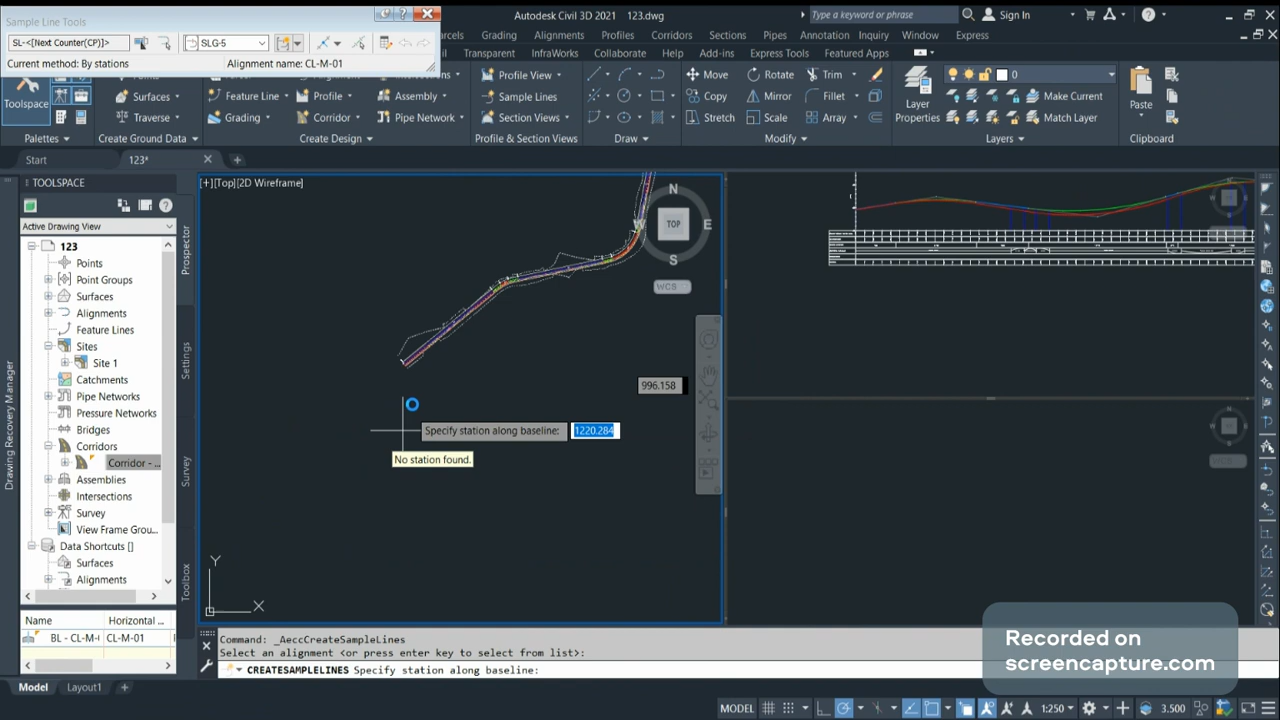 Autodesk Civil 3D 2021 123.dwg
Type a keyword or phrase
Sign In
Sample Line Tools
SL-<[Next Counter(CP)]>
SLG-5
Current method: By stations
Alignment name: CL-M-01
Grading
Alignments
Profiles
Corridors
Sections
Pipes
Annotation
Inquiry
Window
Express
Transparent
InfraWorks
Collaborate
Help
Add-ins
Express Tools
Featured Apps
Toolspace
Surfaces
Traverse
Feature Line
Grading
Profile
Corridor
Assembly
Pipe Network
Profile View
Sample Lines
Section Views
Move
Rotate
Trim
Copy
Mirror
Fillet
Stretch
Scale
Array
Layer
Properties
0
Make Current
Match Layer
Paste
Palettes
Create Ground Data
Create Design
Profile & Section Views
Draw
Modify
Layers
Clipboard
Start
123*
TOOLSPACE
Active Drawing View
123
Points
Point Groups
Surfaces
Alignments
Feature Lines
Sites
Site 1
Catchments
Pipe Networks
Pressure Networks
Bridges
Corridors
Corridor - ...
Assemblies
Intersections
Survey
View Frame Grou...
Data Shortcuts []
Surfaces
Alignments
Name
Horizontal
BL - CL-M-
CL-M-01
Drawing Recovery Manager
Prospector
Settings
Survey
Toolbox
[+][Top][2D Wireframe]
N
W
TOP
E
S
WCS
996.158
Specify station along baseline:
1220.284
No station found.
Y
X
Command: _AeccCreateSampleLines
Select an alignment <or press enter key to select from list>:
CREATESAMPLELINES Specify station along baseline:
Recorded on
screencapture.com
Model
Layout1
MODEL
1:250
3.500